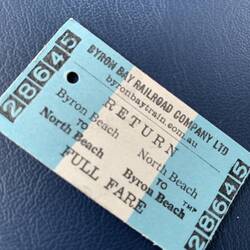 28645
BYRON BAY RAILROAD COMPANY LTD
byronbaytrain.com.au
RETURN
Byron Beach
TO
North Beach
North Beach
TO
Byron Beach
FULL FARE
28645